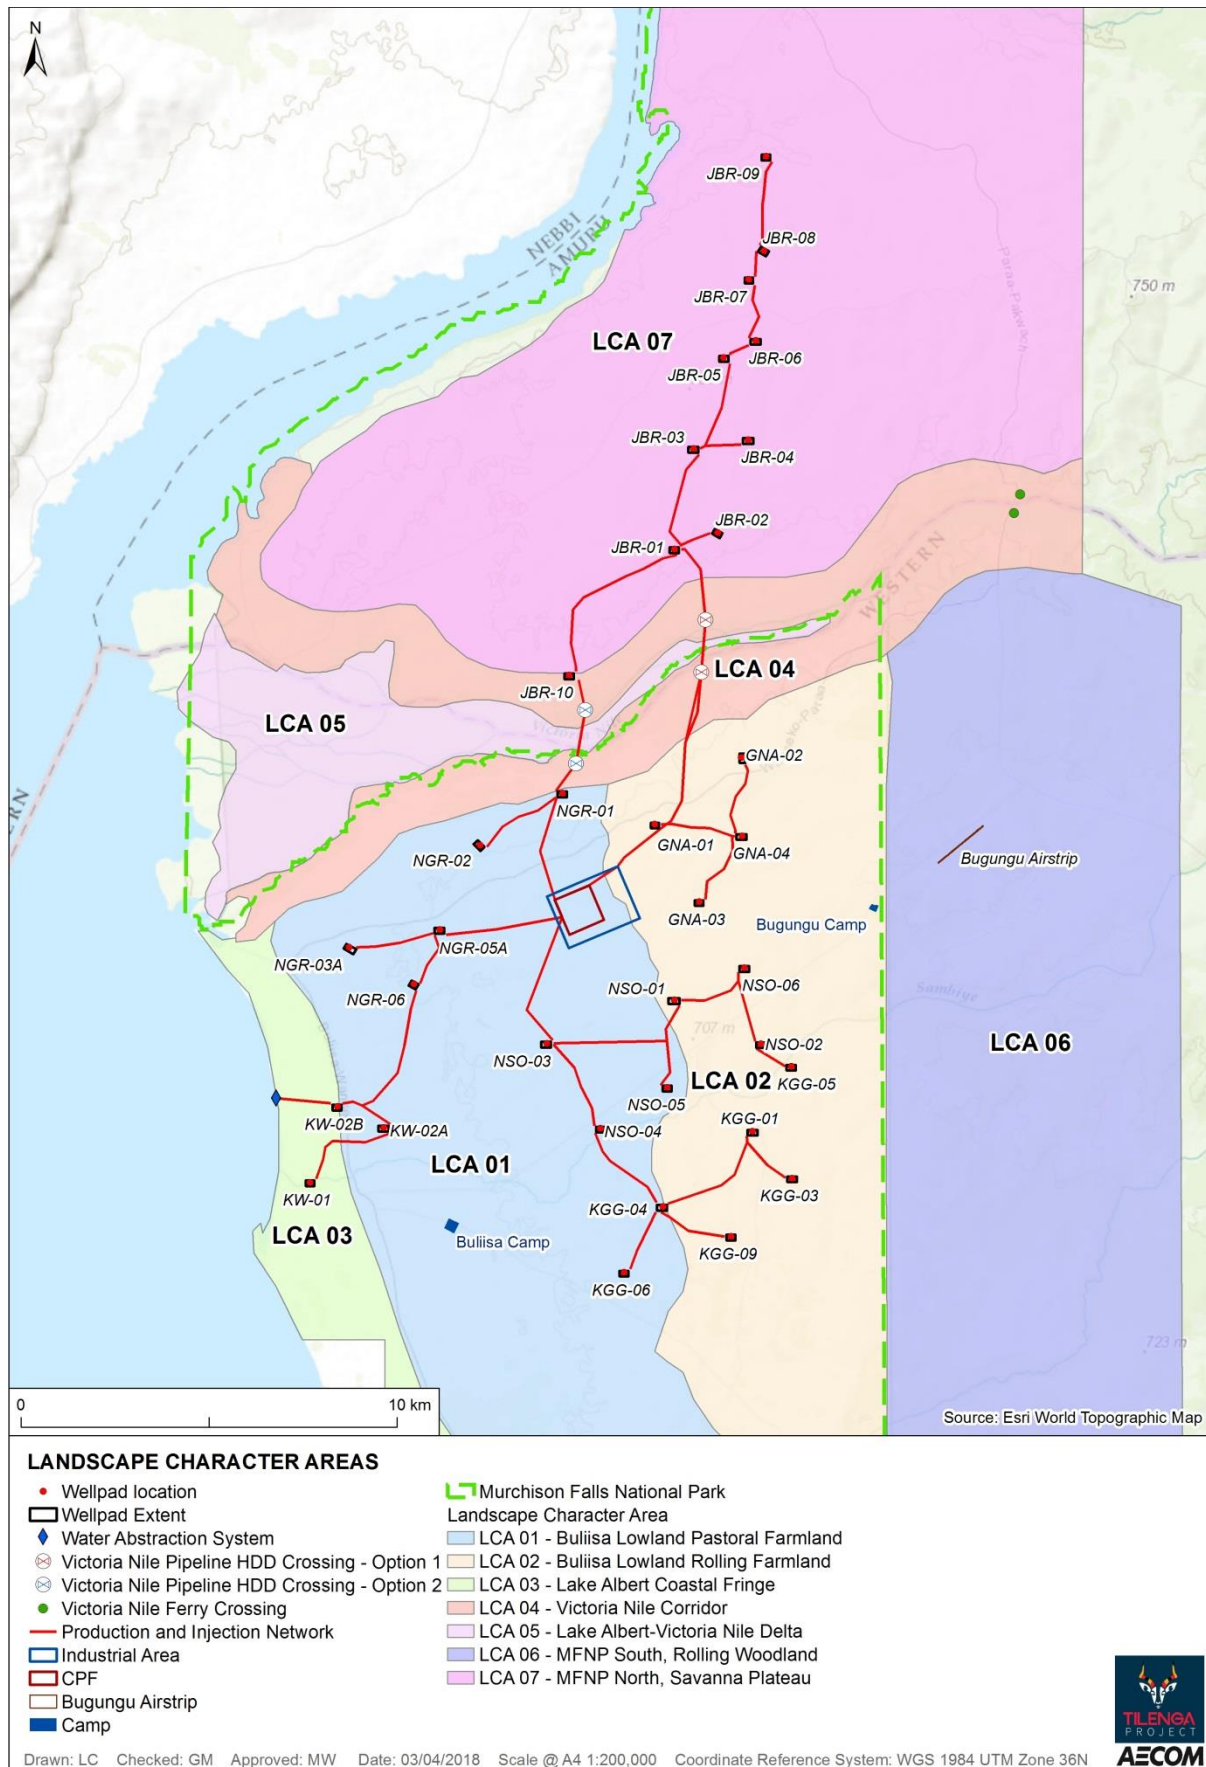 N
NEBBI
AMURU
JBR-09
JBR-08
JBR-07
Paraa-Pakwach
750 m
LCA 07
JBR-06
JBR-05
JBR-03
JBR-04
JBR-02
JBR-01
WESTERN
LCA 04
JBR-10
LCA 05
Victoria
GNA-02
ERN
NGR-01
GNA-01
GNA-04
NGR-02
Bugungu Airstrip
GNA-03
Bugungu Camp
NGR-03A
NGR-05A
NGR-06
NSO-01
NSO-06
Sambiye
707 m
NSO-03
NSO-02
LCA 06
LCA 02
KGG-05
NSO-05
KW-02B
KW-02A
NSO-04
KGG-01
LCA 01
KW-01
KGG-03
KGG-04
LCA 03
Buliisa Camp
KGG-09
KGG-06
723 m
0 10 km
Source: Esri World Topographic Map
LANDSCAPE CHARACTER AREAS
Wellpad location
Wellpad Extent
Water Abstraction System
Victoria Nile Pipeline HDD Crossing - Option 1
Victoria Nile Pipeline HDD Crossing - Option 2
Victoria Nile Ferry Crossing
Production and Injection Network
Industrial Area
CPF
Bugungu Airstrip
Camp
Murchison Falls National Park
Landscape Character Area
LCA 01 - Buliisa Lowland Pastoral Farmland
LCA 02 - Buliisa Lowland Rolling Farmland
LCA 03 - Lake Albert Coastal Fringe
LCA 04 - Victoria Nile Corridor
LCA 05 - Lake Albert-Victoria Nile Delta
LCA 06 - MFNP South, Rolling Woodland
LCA 07 - MFNP North, Savanna Plateau
TILENGA
PROJECT
AECOM
Drawn: LC Checked: GM Approved: MW Date: 03/04/2018 Scale @ A4 1:200,000 Coordinate Reference System: WGS 1984 UTM Zone 36N